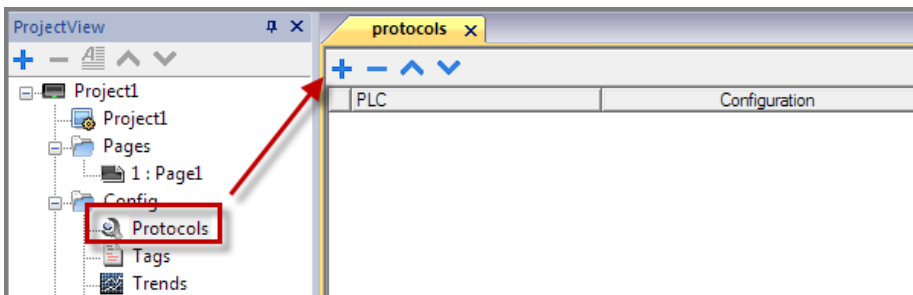 ProjectView
Project1
Project1
Pages
1 : Page1
Config
Protocols
Tags
Trends
protocols
PLC Configuration